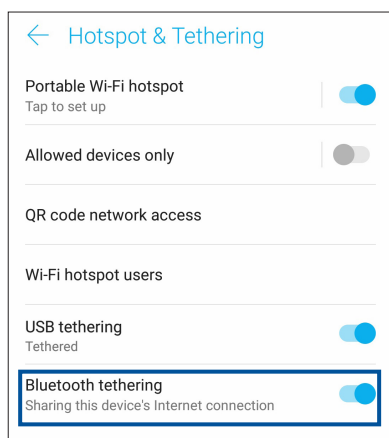 Hotspot & Tethering
Portable Wi-Fi hotspot
Tap to set up
Allowed devices only
QR code network access
Wi-Fi hotspot users
USB tethering
Tethered
Bluetooth tethering
Sharing this device's Internet connection